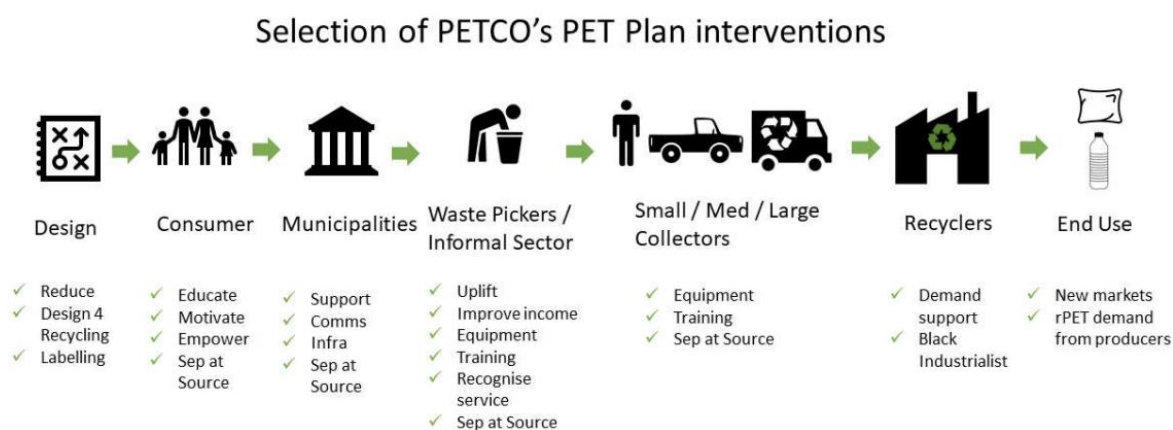 Selection of PETCO's PET Plan interventions
Design
Consumer
Municipalities
Waste Pickers /
Informal Sector
Small / Med / Large
Collectors
Recyclers
End Use
✓ Reduce
✓ Design 4
Recycling
✓ Labelling
✓ Educate
✓ Motivate
✓ Empower
✓ Sep at
Source
✓ Support
✓ Comms
✓ Infra
✓ Sep at
Source
✓ Uplift
✓ Improve income
✓ Equipment
✓ Training
✓ Recognise
service
✓ Sep at Source
✓ Equipment
✓ Training
✓ Sep at Source
✓ Demand
support
✓ Black
Industrialist
✓ New markets
✓ rPET demand
from producers